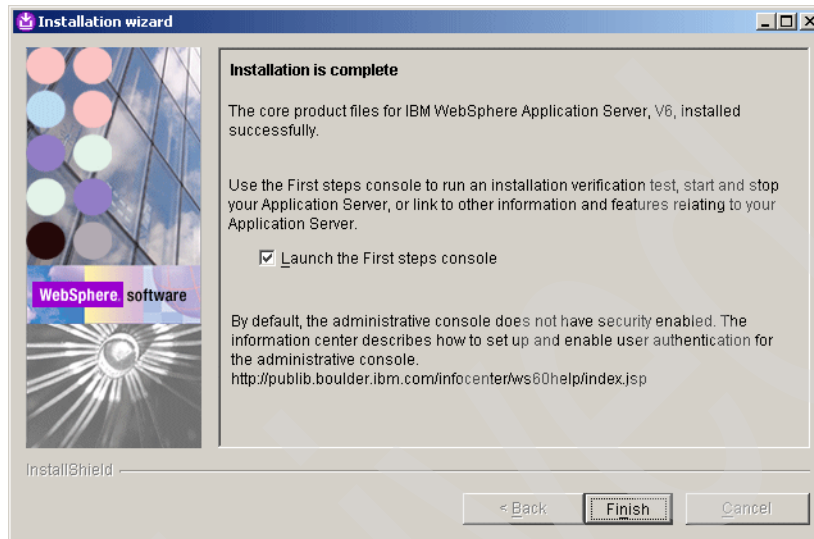 Installation wizard
Installation is complete
The core product files for IBM WebSphere Application Server, V6, installed
successfully.
Use the First steps console to run an installation verification test, start and stop
your Application Server, or link to other information and features relating to your
Application Server.
Launch the First steps console
WebSphere. software
By default, the administrative console does not have security enabled. The
information center describes how to set up and enable user authentication for
the administrative console.
http://publib.boulder.ibm.com/infocenter/ws60help/index.jsp
InstallShield
< Back
Finish
Cancel